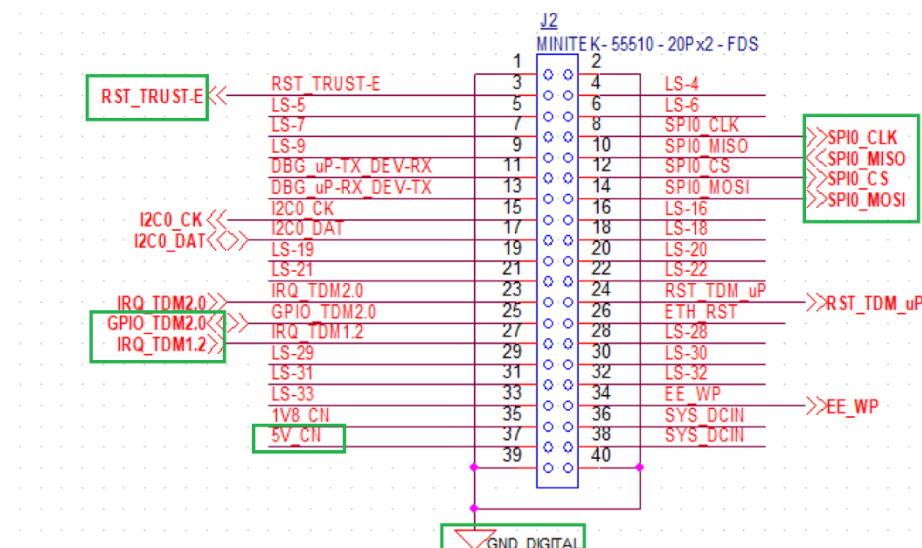 J2
MINITEK-55510-20Px2-FDS
1 2
RST_TRUST-E RST_TRUST-E 3 4 LS-4
LS-5 5 6 LS-6
LS-7 7 8 SPI0_CLK SPI0_CLK
LS-9 9 10 SPI0_MISO SPI0_MISO
DBG_uP-TX_DEV-RX 11 12 SPI0_CS SPI0_CS
DBG_uP-RX_DEV-TX 13 14 SPI0_MOSI SPI0_MOSI
I2C0_CK I2C0_CK 15 16 LS-16
I2C0_DAT I2C0_DAT 17 18 LS-18
LS-19 19 20 LS-20
LS-21 21 22 LS-22
IRQ_TDM2.0 IRQ_TDM2.0 23 24 RST_TDM_uP RST_TDM_uP
GPIO_TDM2.0 GPIO_TDM2.0 25 26 ETH_RST
IRQ_TDM1.2 IRQ_TDM1.2 27 28 LS-28
LS-29 29 30 LS-30
LS-31 31 32 LS-32
LS-33 33 34 EE_WP EE_WP
1V8_CN 35 36 SYS_DCIN
5V_CN 37 38 SYS_DCIN
39 40
GND_DIGITAL